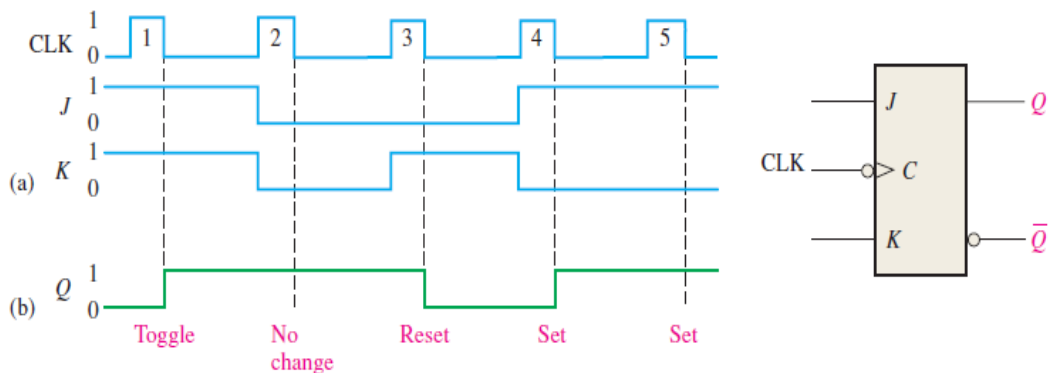 1
CLK
0
1 2 3 4 5
1
J
0
1
(a) K
0
1
(b) Q
0
Toggle No change Reset Set Set
J Q
CLK C
K Q̅